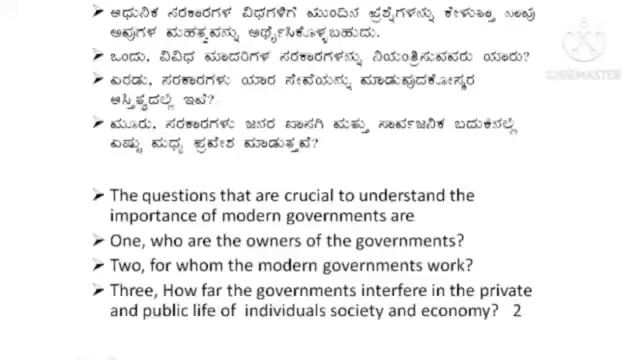 ➢ ಆಧುನಿಕ ಸರಕಾರಗಳ ವಿಧಗಳಿಗೆ ಮುಂದಿನ ಪ್ರಶ್ನೆಗಳನ್ನು ಕೇಳುತ್ತಾ ನಾವು
ಅವುಗಳ ಮಹತ್ವವನ್ನು ಅರ್ಥೈಸಿಕೊಳ್ಳಬಹುದು.
➢ ಒಂದು, ವಿವಿಧ ಮಾದರಿಗಳ ಸರಕಾರಗಳನ್ನು ನಿಯಂತ್ರಿಸುವವರು ಯಾರು?
➢ ಎರಡು, ಸರಕಾರಗಳು ಯಾರ ಸೇವೆಯನ್ನು ಮಾಡುವುದಕೋಸ್ಕರ
ಅಸ್ತಿತ್ವದಲ್ಲಿ ಇವೆ?
➢ ಮೂರು, ಸರಕಾರಗಳು ಜನರ ಖಾಸಗಿ ಮತ್ತು ಸಾರ್ವಜನಿಕ ಬದುಕಿನಲ್ಲಿ
ಎಷ್ಟು ಮಧ್ಯ ಪ್ರವೇಶ ಮಾಡುತ್ತವೆ?
➢ The questions that are crucial to understand the
importance of modern governments are
➢ One, who are the owners of the governments?
➢ Two, for whom the modern governments work?
➢ Three, How far the governments interfere in the private
and public life of individuals society and economy? 2
KINEMASTER